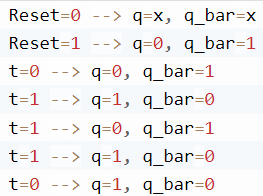 Reset=0 --> q=x, q_bar=x
Reset=1 --> q=0, q_bar=1
t=0 --> q=0, q_bar=1
t=1 --> q=1, q_bar=0
t=1 --> q=0, q_bar=1
t=1 --> q=1, q_bar=0
t=0 --> q=1, q_bar=0